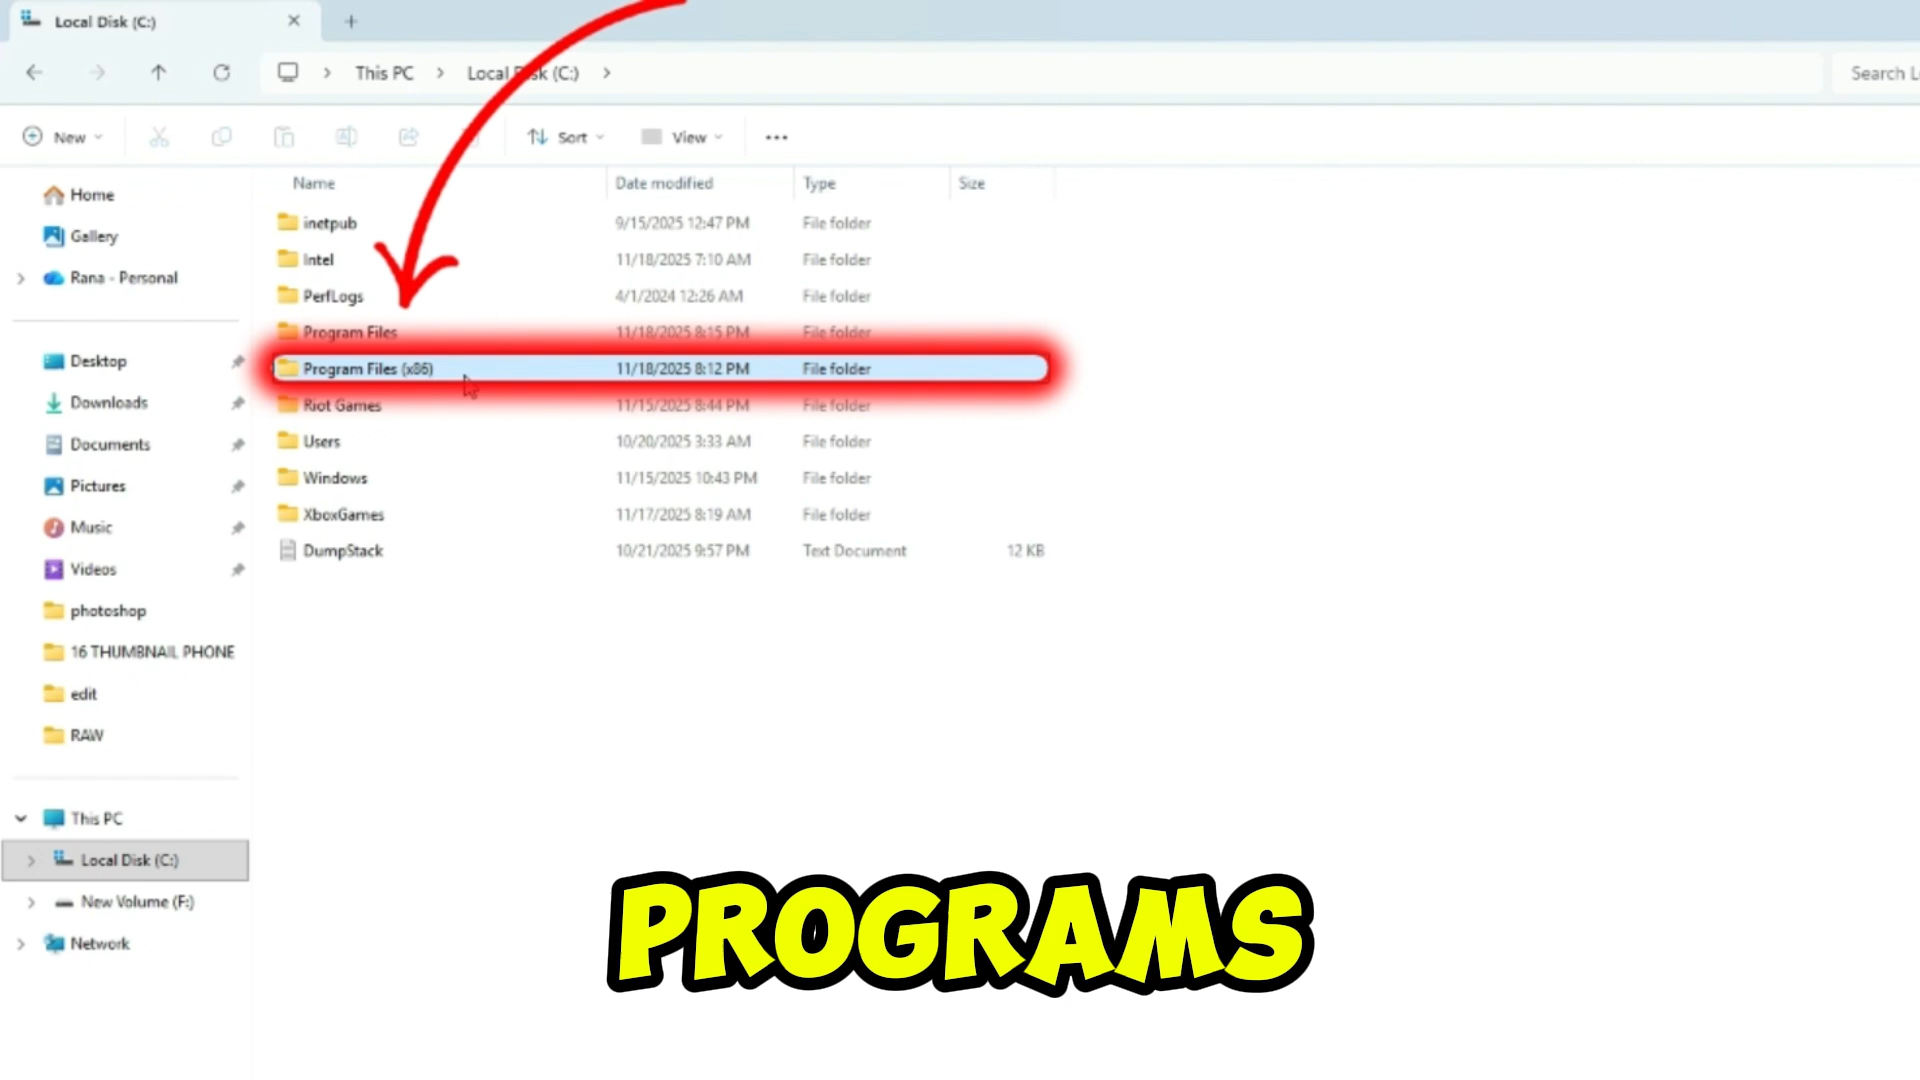 Local Disk (C:)
This PC > Local Disk (C:) >
Search L
New
Sort
View
Name Date modified Type Size
Home
Gallery
Rana - Personal
Desktop
Downloads
Documents
Pictures
Music
Videos
photoshop
16 THUMBNAIL PHONE
edit
RAW
This PC
Local Disk (C:)
New Volume (F:)
Network
inetpub 9/15/2025 12:47 PM File folder
Intel 11/18/2025 7:10 AM File folder
PerfLogs 4/1/2024 12:26 AM File folder
Program Files 11/18/2025 8:15 PM File folder
Program Files (x86) 11/18/2025 8:12 PM File folder
Riot Games 11/15/2025 8:44 PM File folder
Users 10/20/2025 3:33 AM File folder
Windows 11/15/2025 10:43 PM File folder
XboxGames 11/17/2025 8:19 AM File folder
DumpStack 10/21/2025 9:57 PM Text Document 12 KB
PROGRAMS